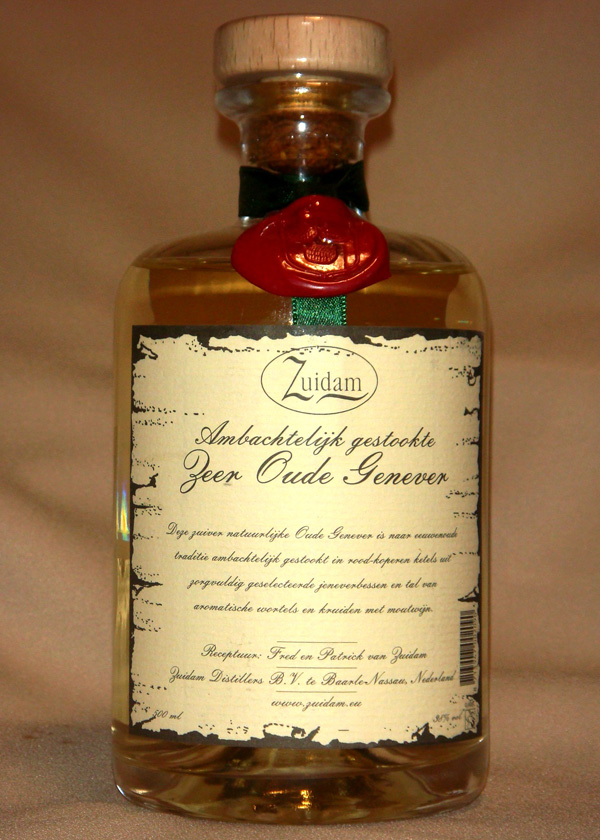 Zuidam
Ambachtelijk gestookte
Zeer Oude Genever
Deze zuiver natuurlijke Oude Genever is naar eeuwenoude
traditie ambachtelijk gestookt in rood-koperen ketels uit
zorgvuldig geselecteerde jeneverbessen en tal van
aromatische wortels en kruiden met moutwijn.
Receptuur: Fred en Patrick van Zuidam
Zuidam Distillers B.V. te Baarle Nassau, Nederland
www.zuidam.eu
500 ml
38% vol